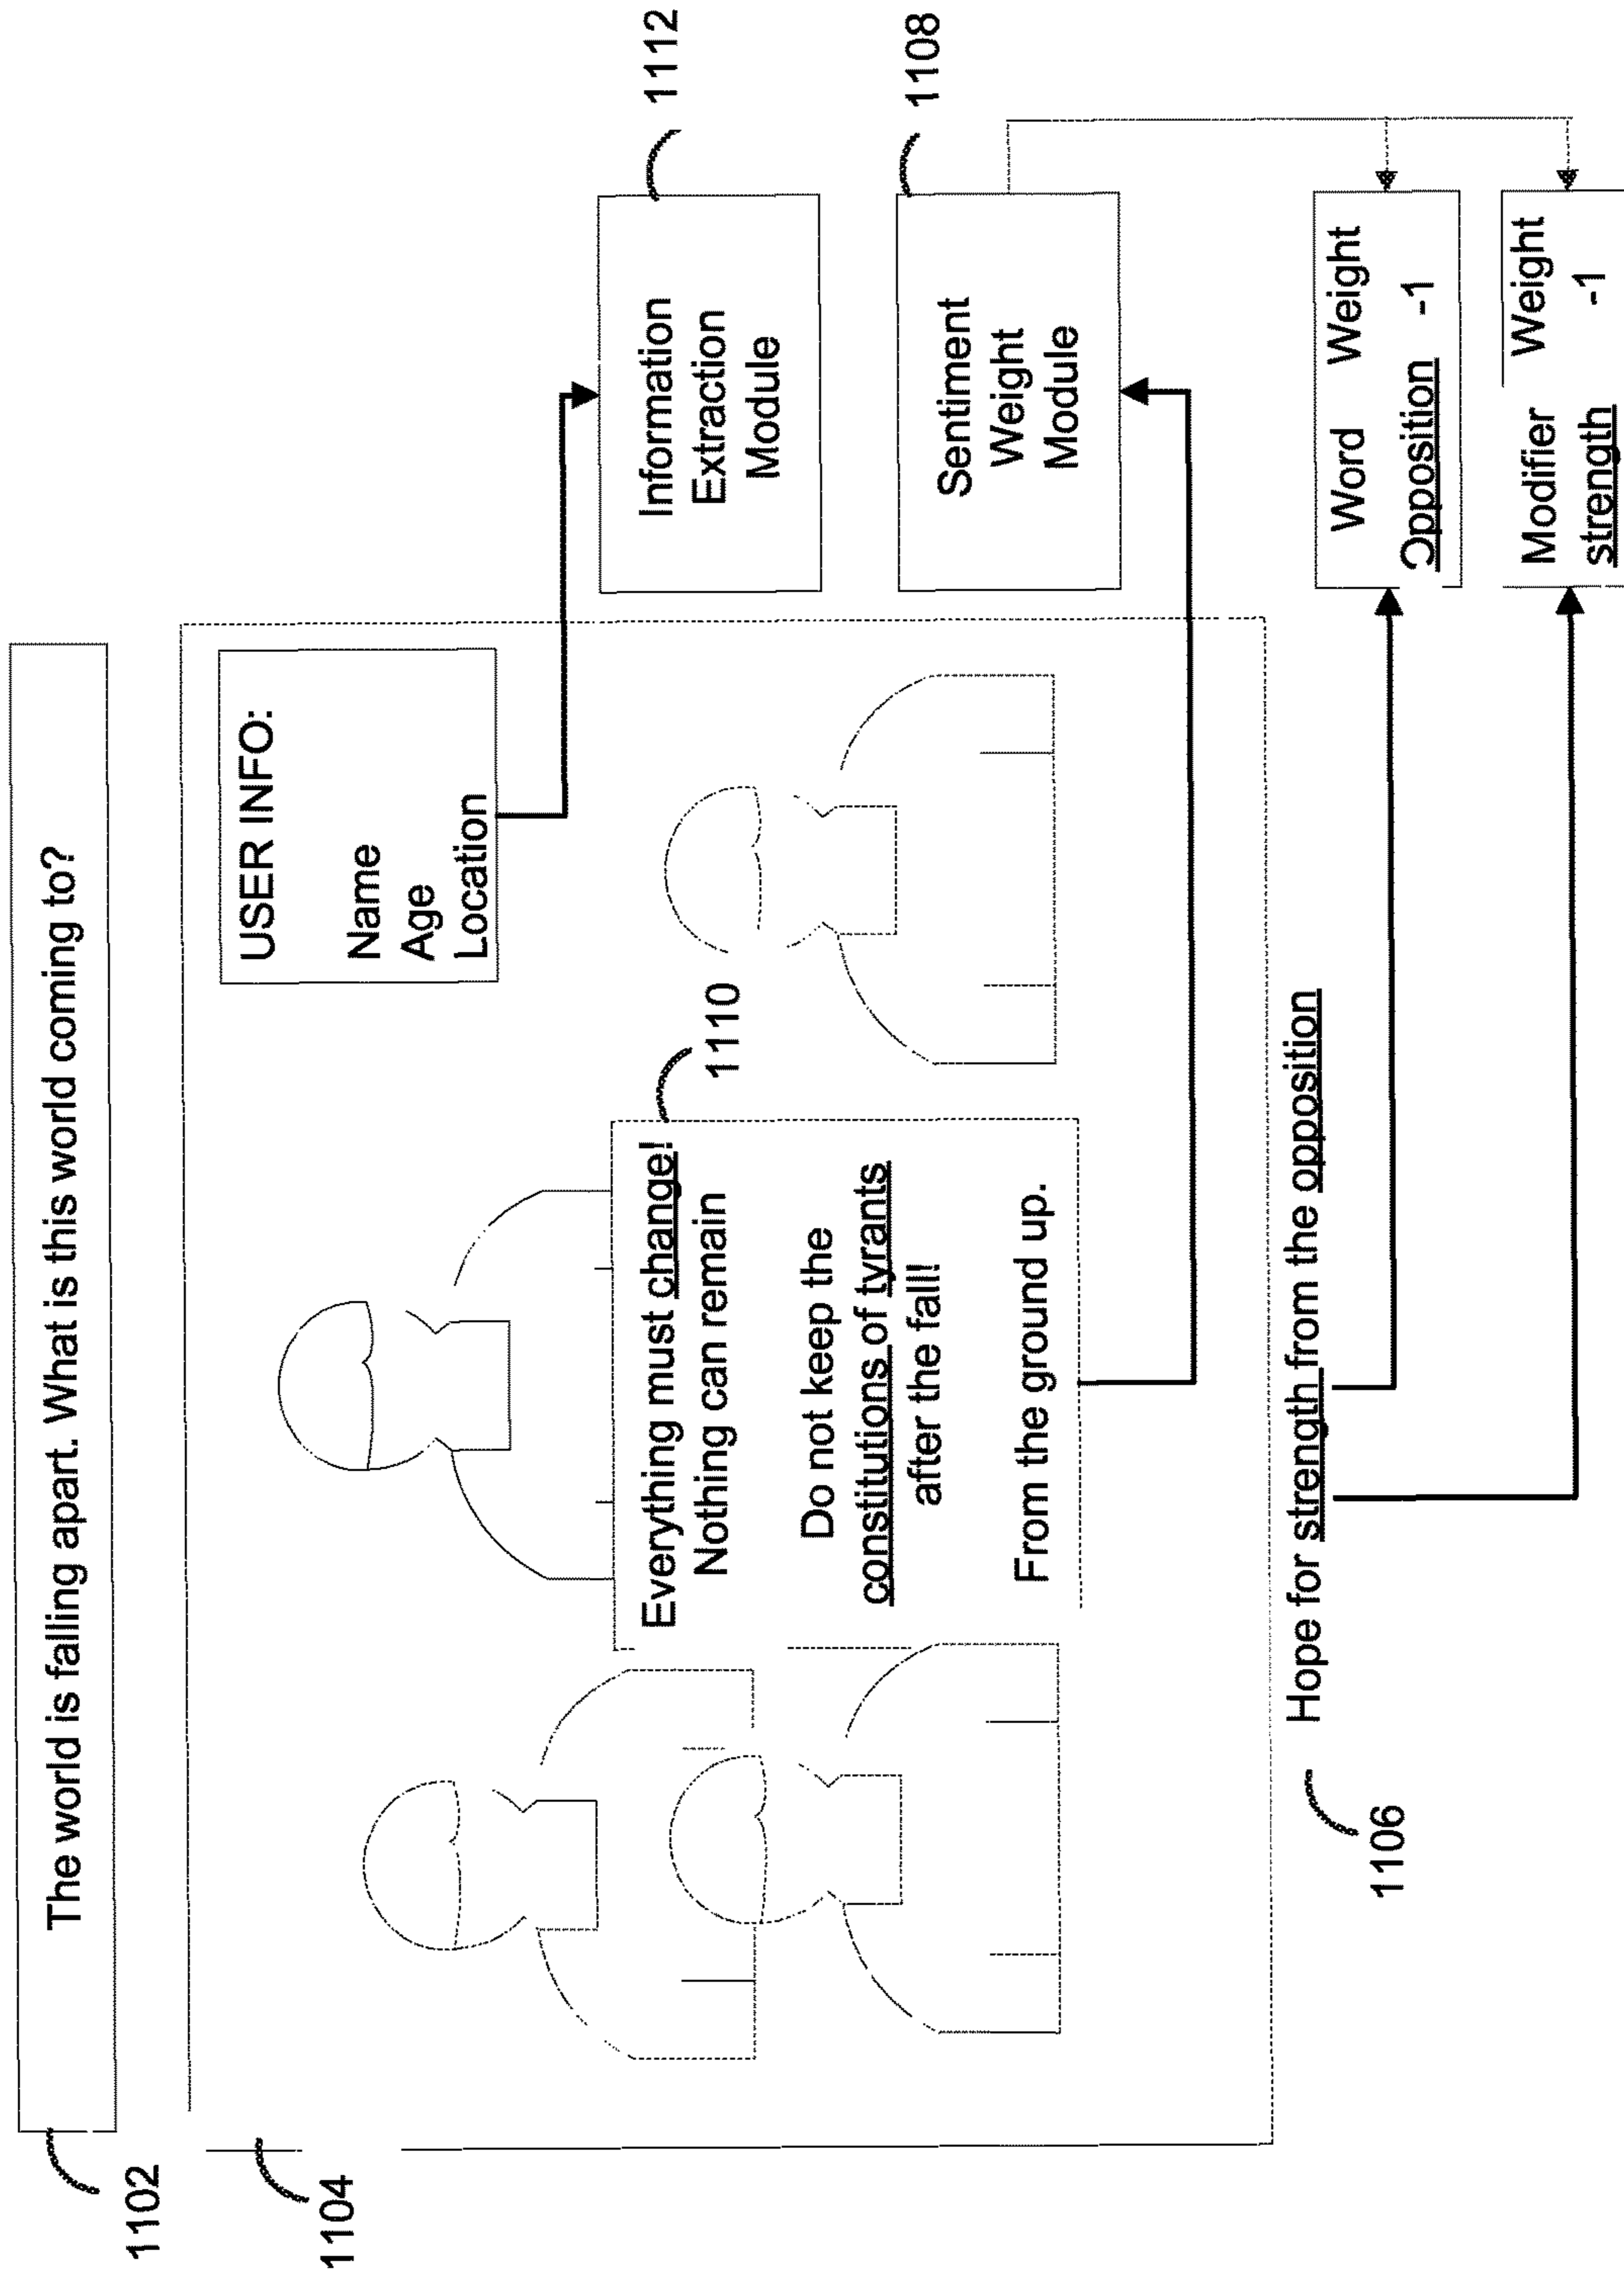 1102
The world is falling apart. What is this world coming to?
1104
USER INFO:
Name
Age
Location
1112
Information
Extraction
Module
1110
Everything must change!
Nothing can remain
Do not keep the
constitutions of tyrants
after the fall!
From the ground up.
1108
Sentiment
Weight
Module
1106
Hope for strength from the opposition
Word Weight
Opposition -1
Modifier Weight
strength -1